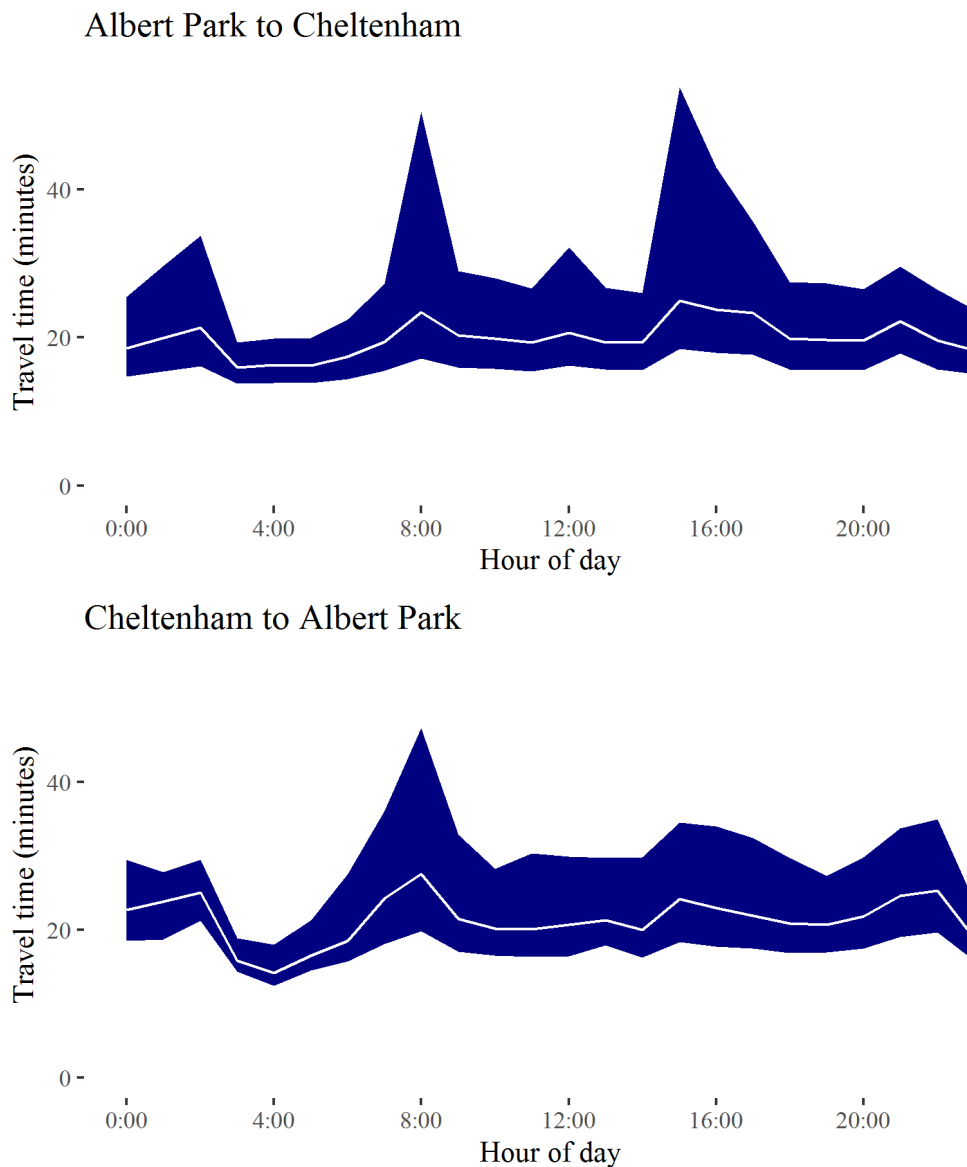 Albert Park to Cheltenham
Travel time (minutes)
40
20
0
0:00 4:00 8:00 12:00 16:00 20:00
Hour of day
Cheltenham to Albert Park
Travel time (minutes)
40
20
0
0:00 4:00 8:00 12:00 16:00 20:00
Hour of day